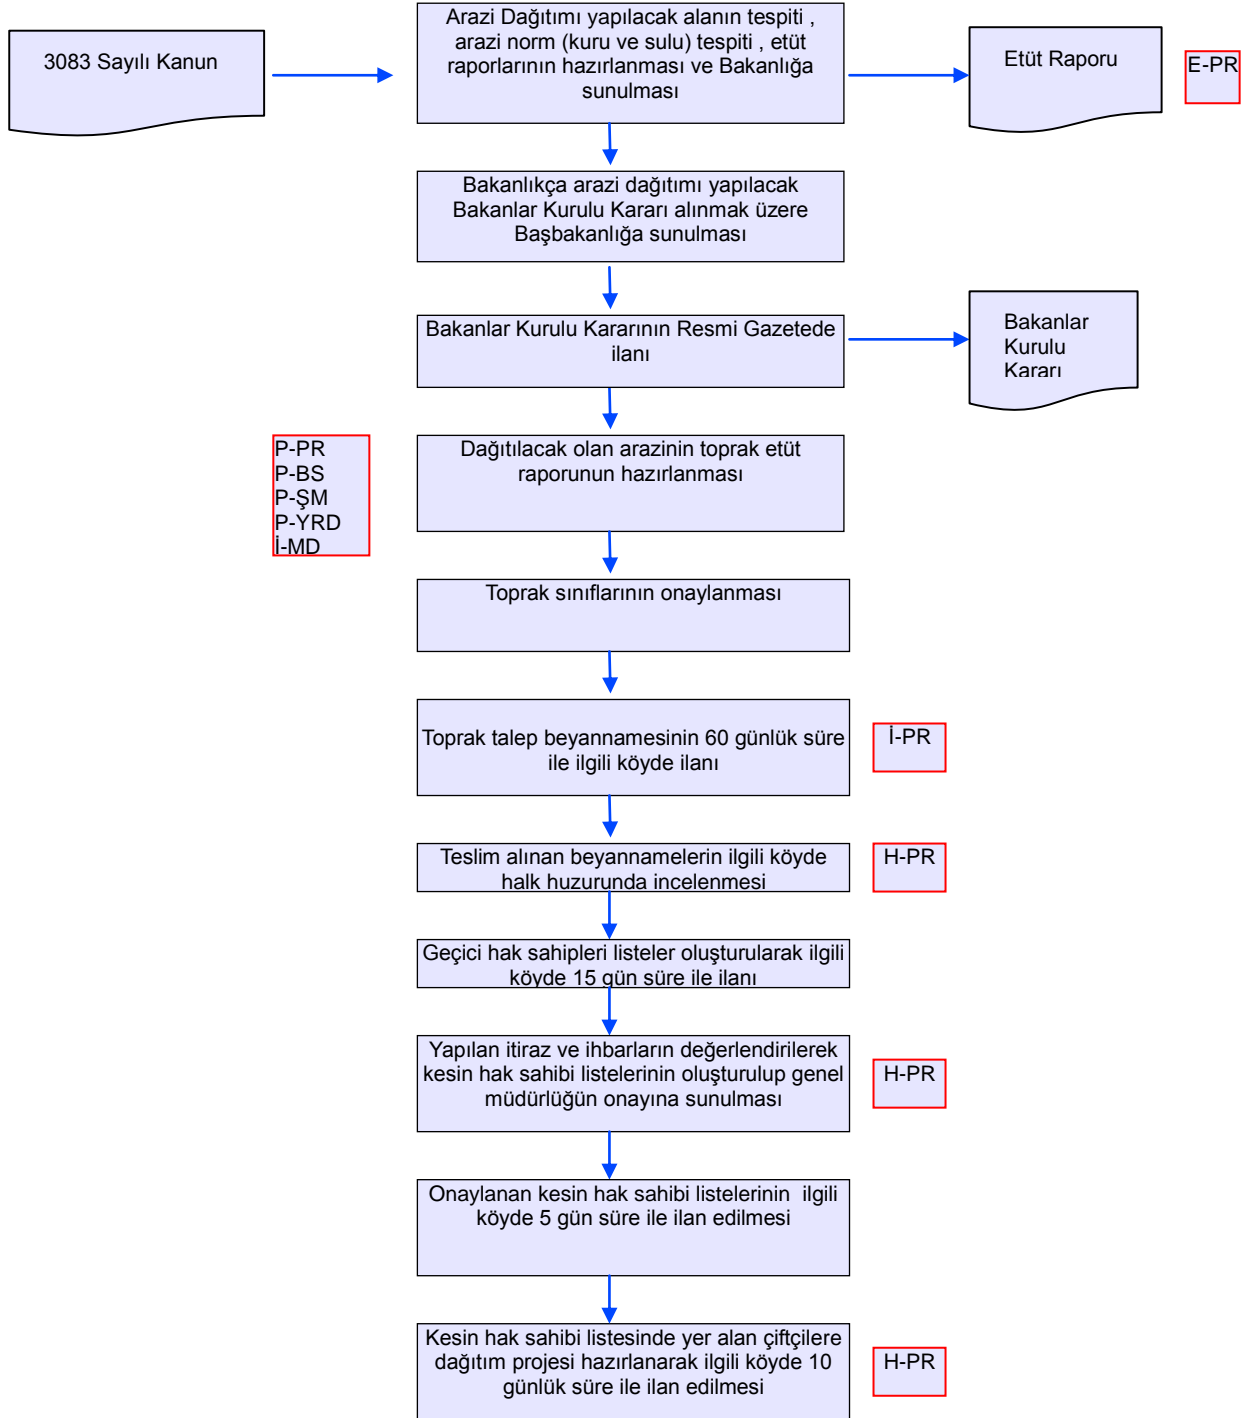 3083 Sayılı Kanun
Arazi Dağıtımı yapılacak alanın tespiti ,
arazi norm (kuru ve sulu) tespiti , etüt
raporlarının hazırlanması ve Bakanlığa
sunulması
Etüt Raporu
E-PR
Bakanlıkça arazi dağıtımı yapılacak
Bakanlar Kurulu Kararı alınmak üzere
Başbakanlığa sunulması
Bakanlar Kurulu Kararının Resmi Gazetede
ilanı
Bakanlar
Kurulu
Kararı
P-PR
P-BS
P-ŞM
P-YRD
İ-MD
Dağıtılacak olan arazinin toprak etüt
raporunun hazırlanması
Toprak sınıflarının onaylanması
Toprak talep beyannamesinin 60 günlük süre
ile ilgili köyde ilanı
İ-PR
Teslim alınan beyannamelerin ilgili köyde
halk huzurunda incelenmesi
H-PR
Geçici hak sahipleri listeler oluşturularak ilgili
köyde 15 gün süre ile ilanı
Yapılan itiraz ve ihbarların değerlendirilerek
kesin hak sahibi listelerinin oluşturulup genel
müdürlüğün onayına sunulması
H-PR
Onaylanan kesin hak sahibi listelerinin  ilgili
köyde 5 gün süre ile ilan edilmesi
Kesin hak sahibi listesinde yer alan çiftçilere
dağıtım projesi hazırlanarak ilgili köyde 10
günlük süre ile ilan edilmesi
H-PR